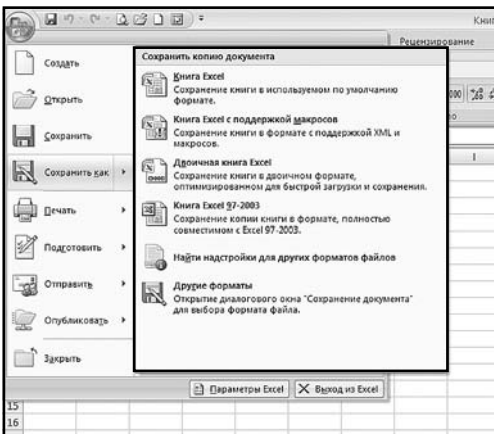 Книг
Рецензирование
000
I
Создать
Открыть
Сохранить
Сохранить как
Печать
Подготовить
Отправить
Опубликовать
Закрыть
Сохранить копию документа
Книга Excel
Сохранение книги в используемом по умолчанию
формате.
Книга Excel с поддержкой макросов
Сохранение книги в формате с поддержкой XML и
макросов.
Двоичная книга Excel
Сохранение книги в двоичном формате,
оптимизированном для быстрой загрузки и сохранения.
Книга Excel 97-2003
Сохранение копии книги в формате, полностью
совместимом с Excel 97-2003.
Найти надстройки для других форматов файлов
Другие форматы
Открытие диалогового окна "Сохранение документа"
для выбора формата файла.
Параметры Excel
Выход из Excel
15
16